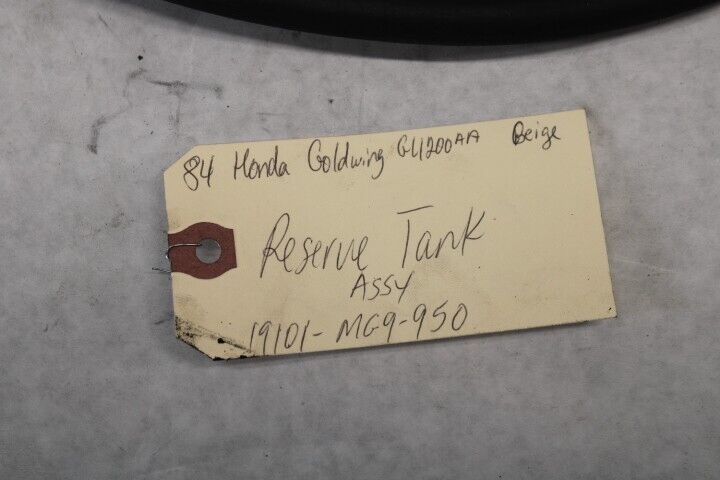 84 Honda Goldwing GL1200AA Beige
Reserve Tank
ASSY
19101-MG9-950